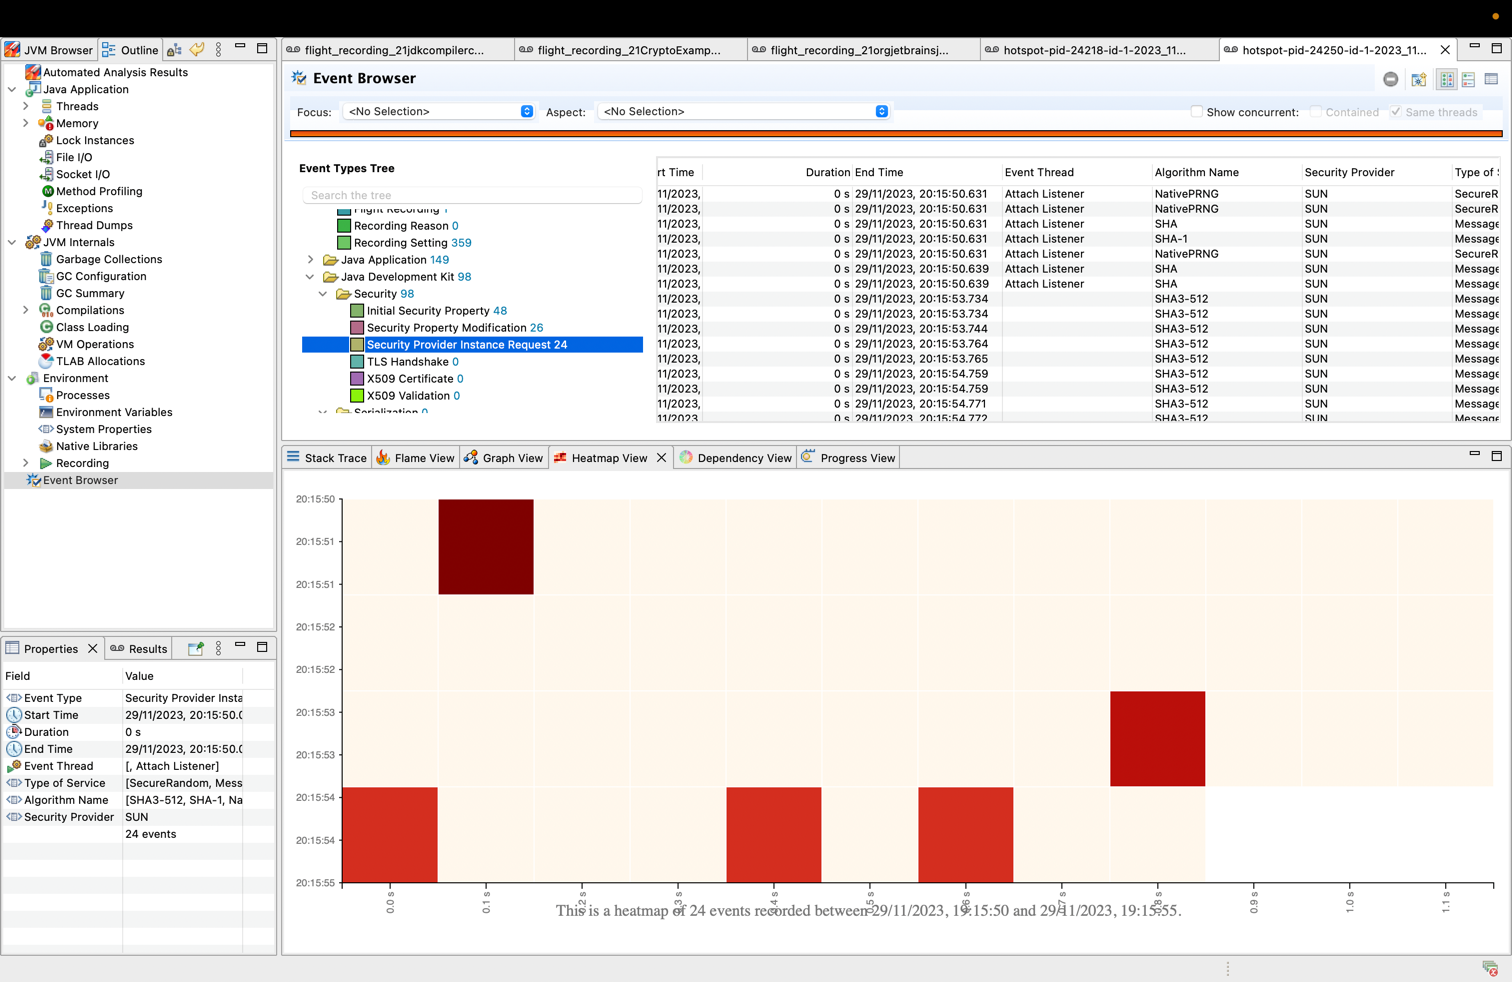 JVM Browser
Outline
flight_recording_21jdkcompilerc...
flight_recording_21CryptoExamp...
flight_recording_21orgjetbrainsj...
hotspot-pid-24218-id-1-2023_11...
hotspot-pid-24250-id-1-2023_11...
Automated Analysis Results
Java Application
Threads
Memory
Lock Instances
File I/O
Socket I/O
Method Profiling
Exceptions
Thread Dumps
JVM Internals
Garbage Collections
GC Configuration
GC Summary
Compilations
Class Loading
VM Operations
TLAB Allocations
Environment
Processes
Environment Variables
System Properties
Native Libraries
Recording
Event Browser
Event Browser
Focus: <No Selection> Aspect: <No Selection> Show concurrent: Contained Same threads
Event Types Tree
Search the tree
Flight Recording 1
Recording Reason 0
Recording Setting 359
Java Application 149
Java Development Kit 98
Security 98
Initial Security Property 48
Security Property Modification 26
Security Provider Instance Request 24
TLS Handshake 0
X509 Certificate 0
X509 Validation 0
Serialization 0
rt Time Duration End Time Event Thread Algorithm Name Security Provider Type of S
11/2023, 0 s 29/11/2023, 20:15:50.631 Attach Listener NativePRNG SUN SecureR
11/2023, 0 s 29/11/2023, 20:15:50.631 Attach Listener NativePRNG SUN SecureR
11/2023, 0 s 29/11/2023, 20:15:50.631 Attach Listener SHA SUN Message
11/2023, 0 s 29/11/2023, 20:15:50.631 Attach Listener SHA-1 SUN Message
11/2023, 0 s 29/11/2023, 20:15:50.631 Attach Listener NativePRNG SUN SecureR
11/2023, 0 s 29/11/2023, 20:15:50.639 Attach Listener SHA SUN Message
11/2023, 0 s 29/11/2023, 20:15:50.639 Attach Listener SHA SUN Message
11/2023, 0 s 29/11/2023, 20:15:53.734 SHA3-512 SUN Message
11/2023, 0 s 29/11/2023, 20:15:53.734 SHA3-512 SUN Message
11/2023, 0 s 29/11/2023, 20:15:53.744 SHA3-512 SUN Message
11/2023, 0 s 29/11/2023, 20:15:53.764 SHA3-512 SUN Message
11/2023, 0 s 29/11/2023, 20:15:53.765 SHA3-512 SUN Message
11/2023, 0 s 29/11/2023, 20:15:54.759 SHA3-512 SUN Message
11/2023, 0 s 29/11/2023, 20:15:54.759 SHA3-512 SUN Message
11/2023, 0 s 29/11/2023, 20:15:54.771 SHA3-512 SUN Message
11/2023, 0 s 29/11/2023, 20:15:54.772 SHA3-512 SUN Message
Stack Trace
Flame View
Graph View
Heatmap View
Dependency View
Progress View
20:15:50
20:15:51
20:15:51
20:15:52
20:15:52
20:15:53
20:15:53
20:15:54
20:15:54
20:15:55
0.0 s 0.1 s 0.2 s 0.3 s 0.4 s 0.5 s 0.6 s 0.7 s 0.8 s 0.9 s 1.0 s 1.1 s
This is a heatmap of 24 events recorded between 29/11/2023, 19:15:50 and 29/11/2023, 19:15:55.
Properties
Results
Field Value
Event Type Security Provider Insta
Start Time 29/11/2023, 20:15:50.0
Duration 0 s
End Time 29/11/2023, 20:15:50.0
Event Thread [, Attach Listener]
Type of Service [SecureRandom, Mess
Algorithm Name [SHA3-512, SHA-1, Na
Security Provider SUN
24 events